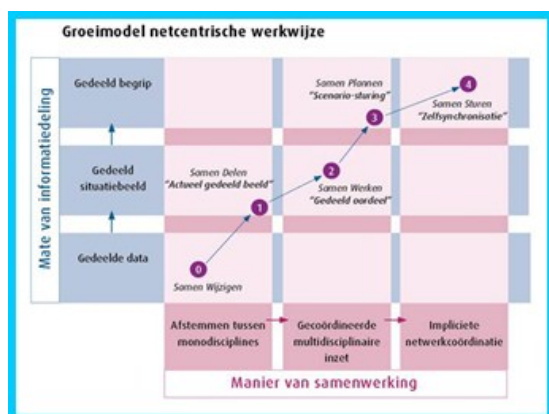 Groeimodel netcentrische werkwijze
Mate van informatiedeling
Gedeeld begrip
Gedeeld
situatiebeeld
Gedeelde data
Samen Plannen
"Scenario-sturing"
4
3
Samen Sturen
"Zelfsynchronisatie"
Samen Delen
"Actueel gedeeld beeld"
2
1
Samen Werken
"Gedeeld oordeel"
0
Samen Wijzigen
Afstemmen tussen
monodisciplines
Gecoördineerde
multidisciplinaire
inzet
Impliciete
netwerkcoördinatie
Manier van samenwerking